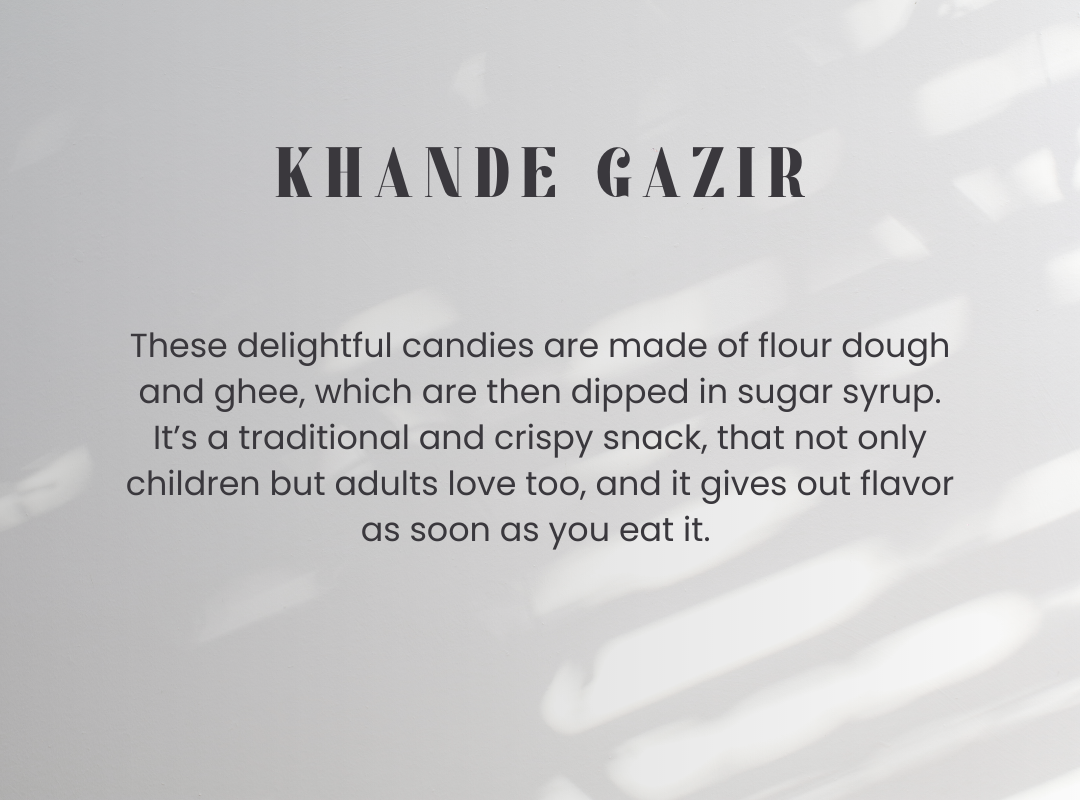 KHANDE GAZIR
These delightful candies are made of flour dough
and ghee, which are then dipped in sugar syrup.
It’s a traditional and crispy snack, that not only
children but adults love too, and it gives out flavor
as soon as you eat it.